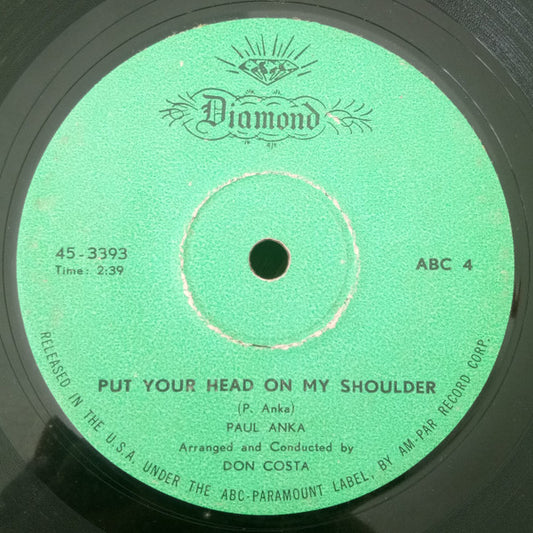 Diamond
45-3393
Time: 2:39
ABC 4
PUT YOUR HEAD ON MY SHOULDER
(P. Anka)
PAUL ANKA
Arranged and Conducted by
DON COSTA
RELEASED IN THE U.S.A. UNDER THE ABC-PARAMOUNT LABEL, BY AM-PAR RECORD CORP.